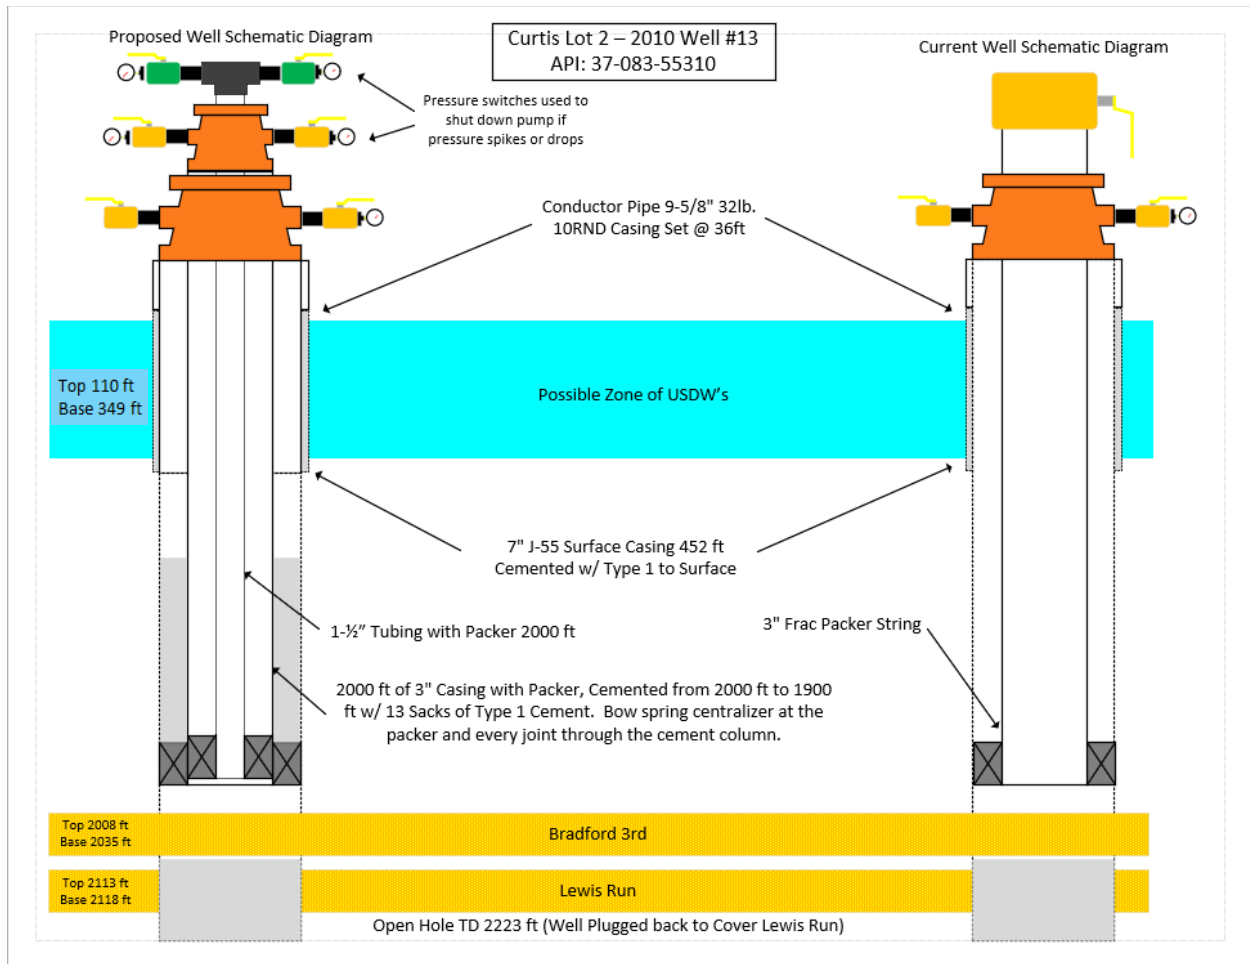 Proposed Well Schematic Diagram
Curtis Lot 2 – 2010 Well #13
API: 37-083-55310
Current Well Schematic Diagram
Pressure switches used to
shut down pump if
pressure spikes or drops
Conductor Pipe 9-5/8" 32lb.
10RND Casing Set @ 36ft
Top 110 ft
Base 349 ft
Possible Zone of USDW's
7" J-55 Surface Casing 452 ft
Cemented w/ Type 1 to Surface
1-½” Tubing with Packer 2000 ft
3" Frac Packer String
2000 ft of 3" Casing with Packer, Cemented from 2000 ft to 1900
ft w/ 13 Sacks of Type 1 Cement. Bow spring centralizer at the
packer and every joint through the cement column.
Top 2008 ft
Base 2035 ft
Bradford 3rd
Top 2113 ft
Base 2118 ft
Lewis Run
Open Hole TD 2223 ft (Well Plugged back to Cover Lewis Run)